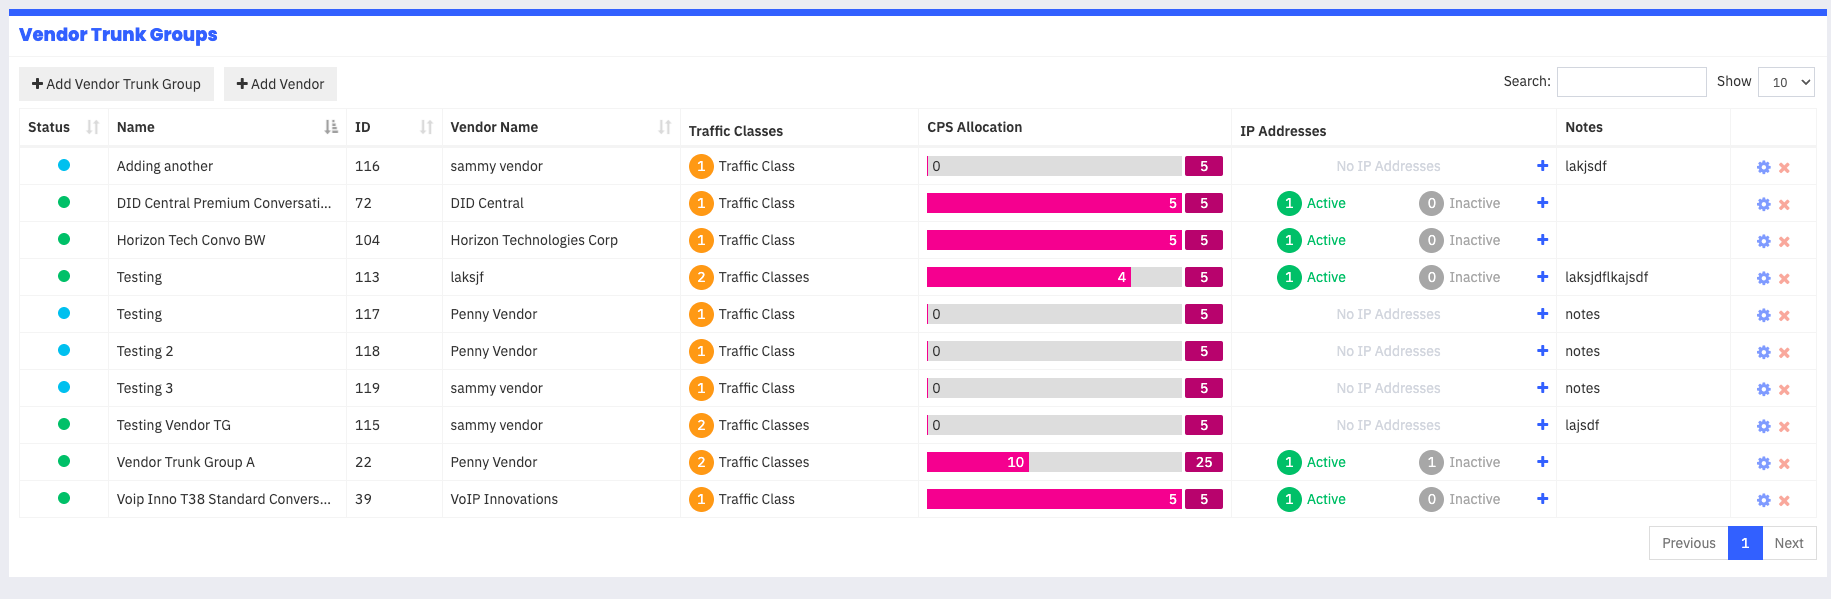 Vendor Trunk Groups
Add Vendor Trunk Group Add Vendor Search: Show 10
Status Name ID Vendor Name Traffic Classes CPS Allocation IP Addresses Notes
Adding another 116 sammy vendor 1 Traffic Class 0 5 No IP Addresses lakjsdf
DID Central Premium Conversati... 72 DID Central 1 Traffic Class 5 5 1 Active 0 Inactive
Horizon Tech Convo BW 104 Horizon Technologies Corp 1 Traffic Class 5 5 1 Active 0 Inactive
Testing 113 laksjf 2 Traffic Classes 4 5 1 Active 0 Inactive laksjdflkajsdf
Testing 117 Penny Vendor 1 Traffic Class 0 5 No IP Addresses notes
Testing 2 118 Penny Vendor 1 Traffic Class 0 5 No IP Addresses notes
Testing 3 119 sammy vendor 1 Traffic Class 0 5 No IP Addresses notes
Testing Vendor TG 115 sammy vendor 2 Traffic Classes 0 5 No IP Addresses lajsdf
Vendor Trunk Group A 22 Penny Vendor 2 Traffic Classes 10 25 1 Active 1 Inactive
Voip Inno T38 Standard Convers... 39 VoIP Innovations 1 Traffic Class 5 5 1 Active 0 Inactive
Previous 1 Next